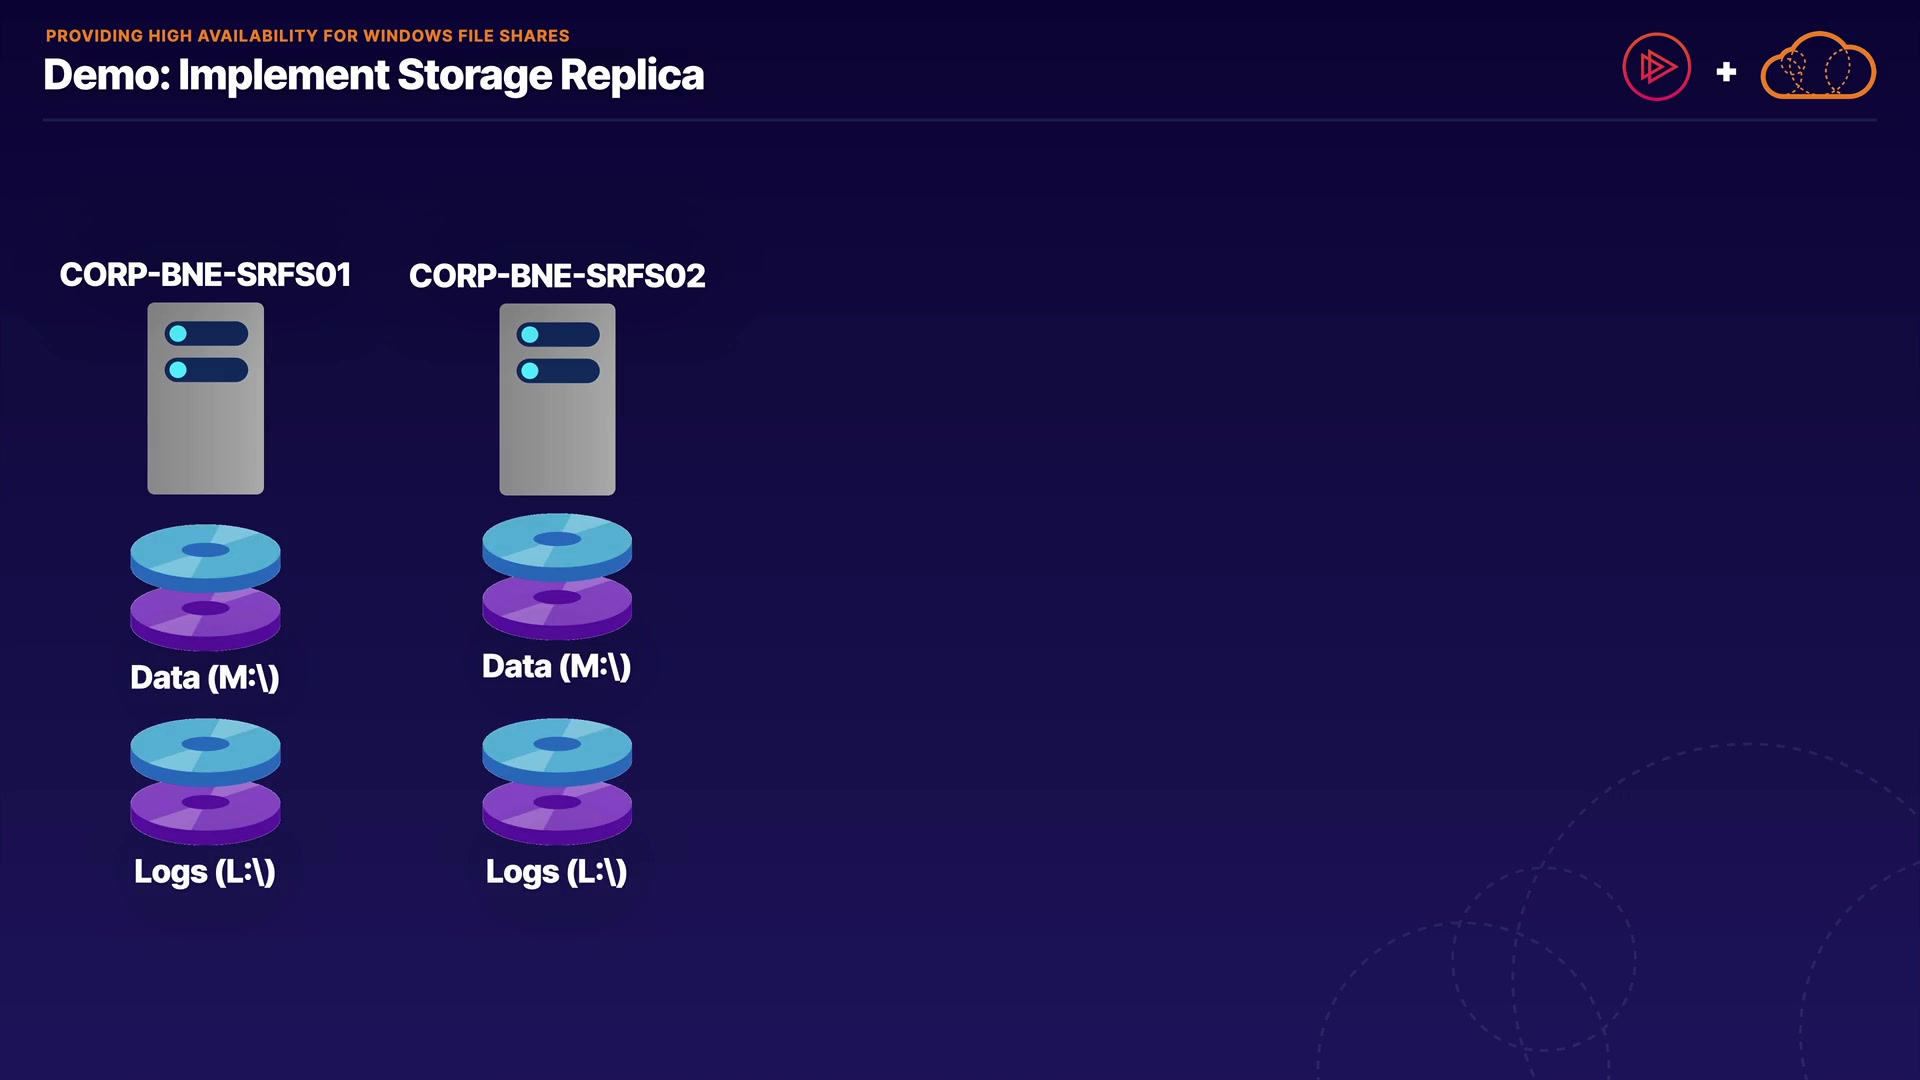 PROVIDING HIGH AVAILABILITY FOR WINDOWS FILE SHARES
Demo: Implement Storage Replica
CORP-BNE-SRFS01
CORP-BNE-SRFS02
Data (M:\)
Data (M:\)
Logs (L:\)
Logs (L:\)